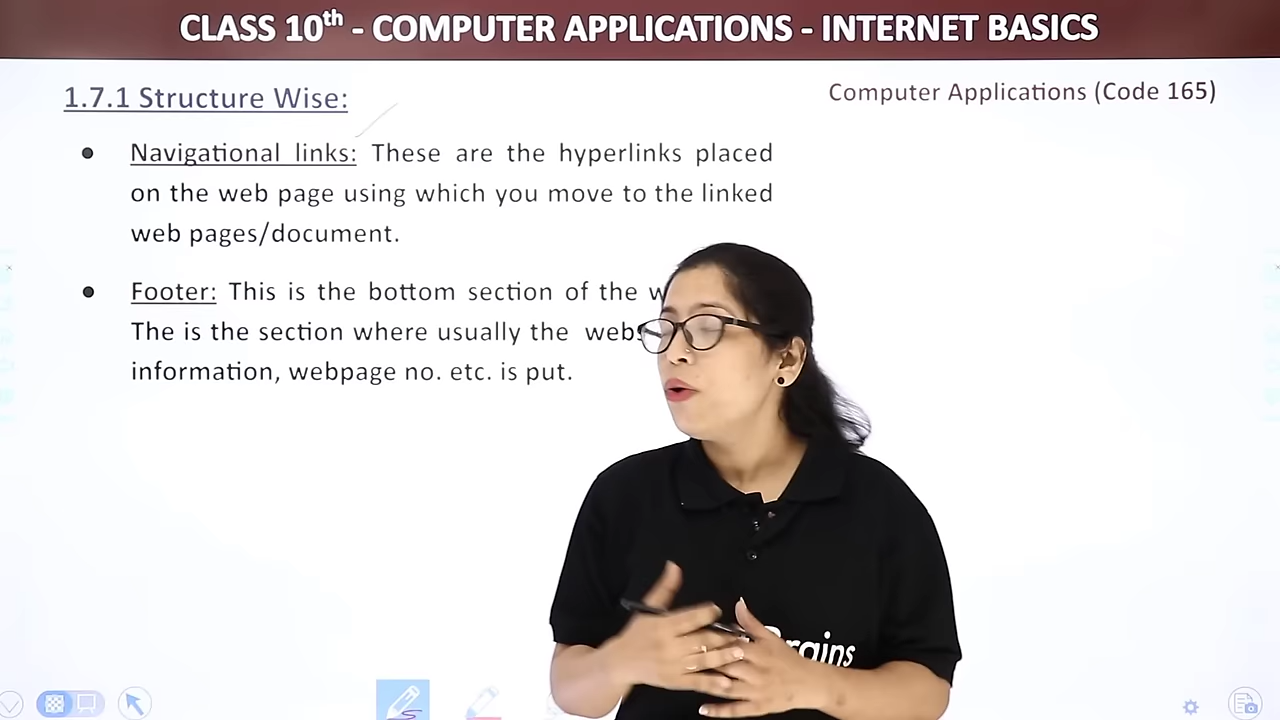 CLASS 10th - COMPUTER APPLICATIONS - INTERNET BASICS
1.7.1 Structure Wise:
Computer Applications (Code 165)
● Navigational links: These are the hyperlinks placed
on the web page using which you move to the linked
web pages/document.
● Footer: This is the bottom section of the
The is the section where usually the
information, webpage no. etc. is put.